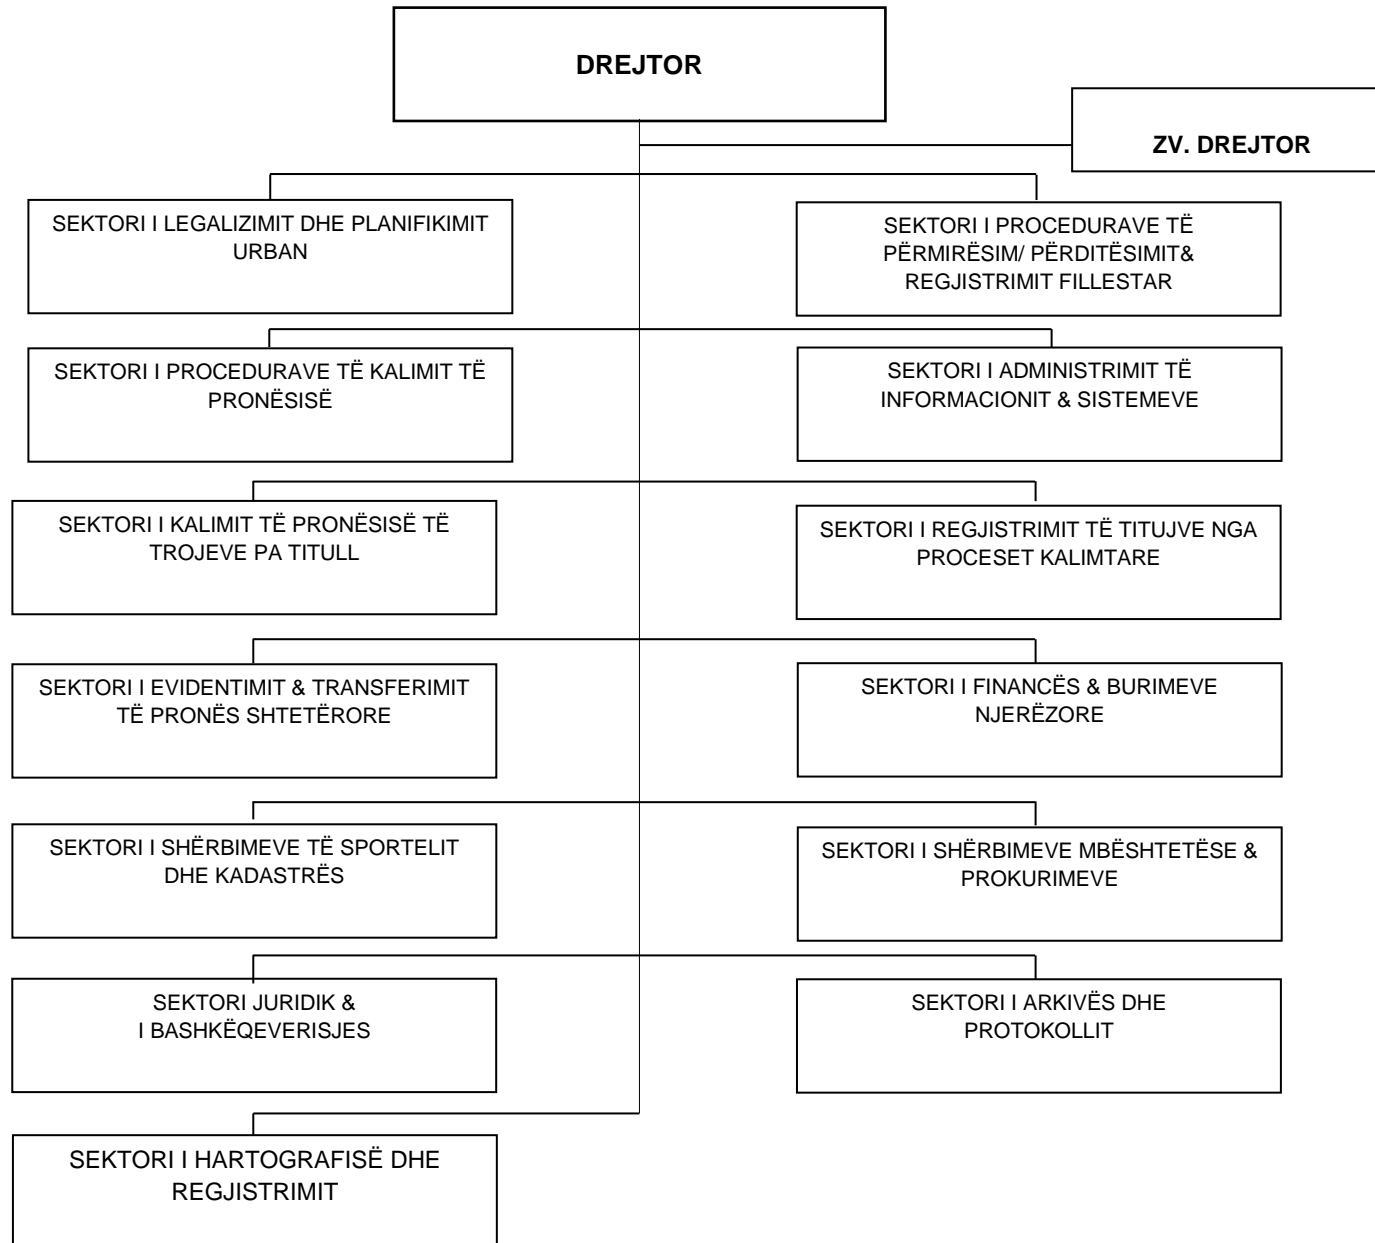 DREJTOR
ZV. DREJTOR
SEKTORI I LEGALIZIMIT DHE PLANIFIKIMIT
URBAN
SEKTORI I PROCEDURAVE TË
PËRMIRËSIM/ PËRDITËSIMIT&
REGJISTRIMIT FILLESTAR
SEKTORI I PROCEDURAVE TË KALIMIT TË
PRONËSISË
SEKTORI I ADMINISTRIMIT TË
INFORMACIONIT & SISTEMEVE
SEKTORI I KALIMIT TË PRONËSISË TË
TROJEVE PA TITULL
SEKTORI I REGJISTRIMIT TË TITUJVE NGA
PROCESET KALIMTARE
SEKTORI I EVIDENTIMIT & TRANSFERIMIT
TË PRONËS SHTETËRORE
SEKTORI I FINANCËS & BURIMEVE
NJERËZORE
SEKTORI I SHËRBIMEVE TË SPORTELIT
DHE KADASTRËS
SEKTORI I SHËRBIMEVE MBËSHTETËSE &
PROKURIMEVE
SEKTORI JURIDIK &
I BASHKËQEVERISJES
SEKTORI I ARKIVËS DHE
PROTOKOLLIT
SEKTORI I HARTOGRAFISË DHE
REGJISTRIMIT